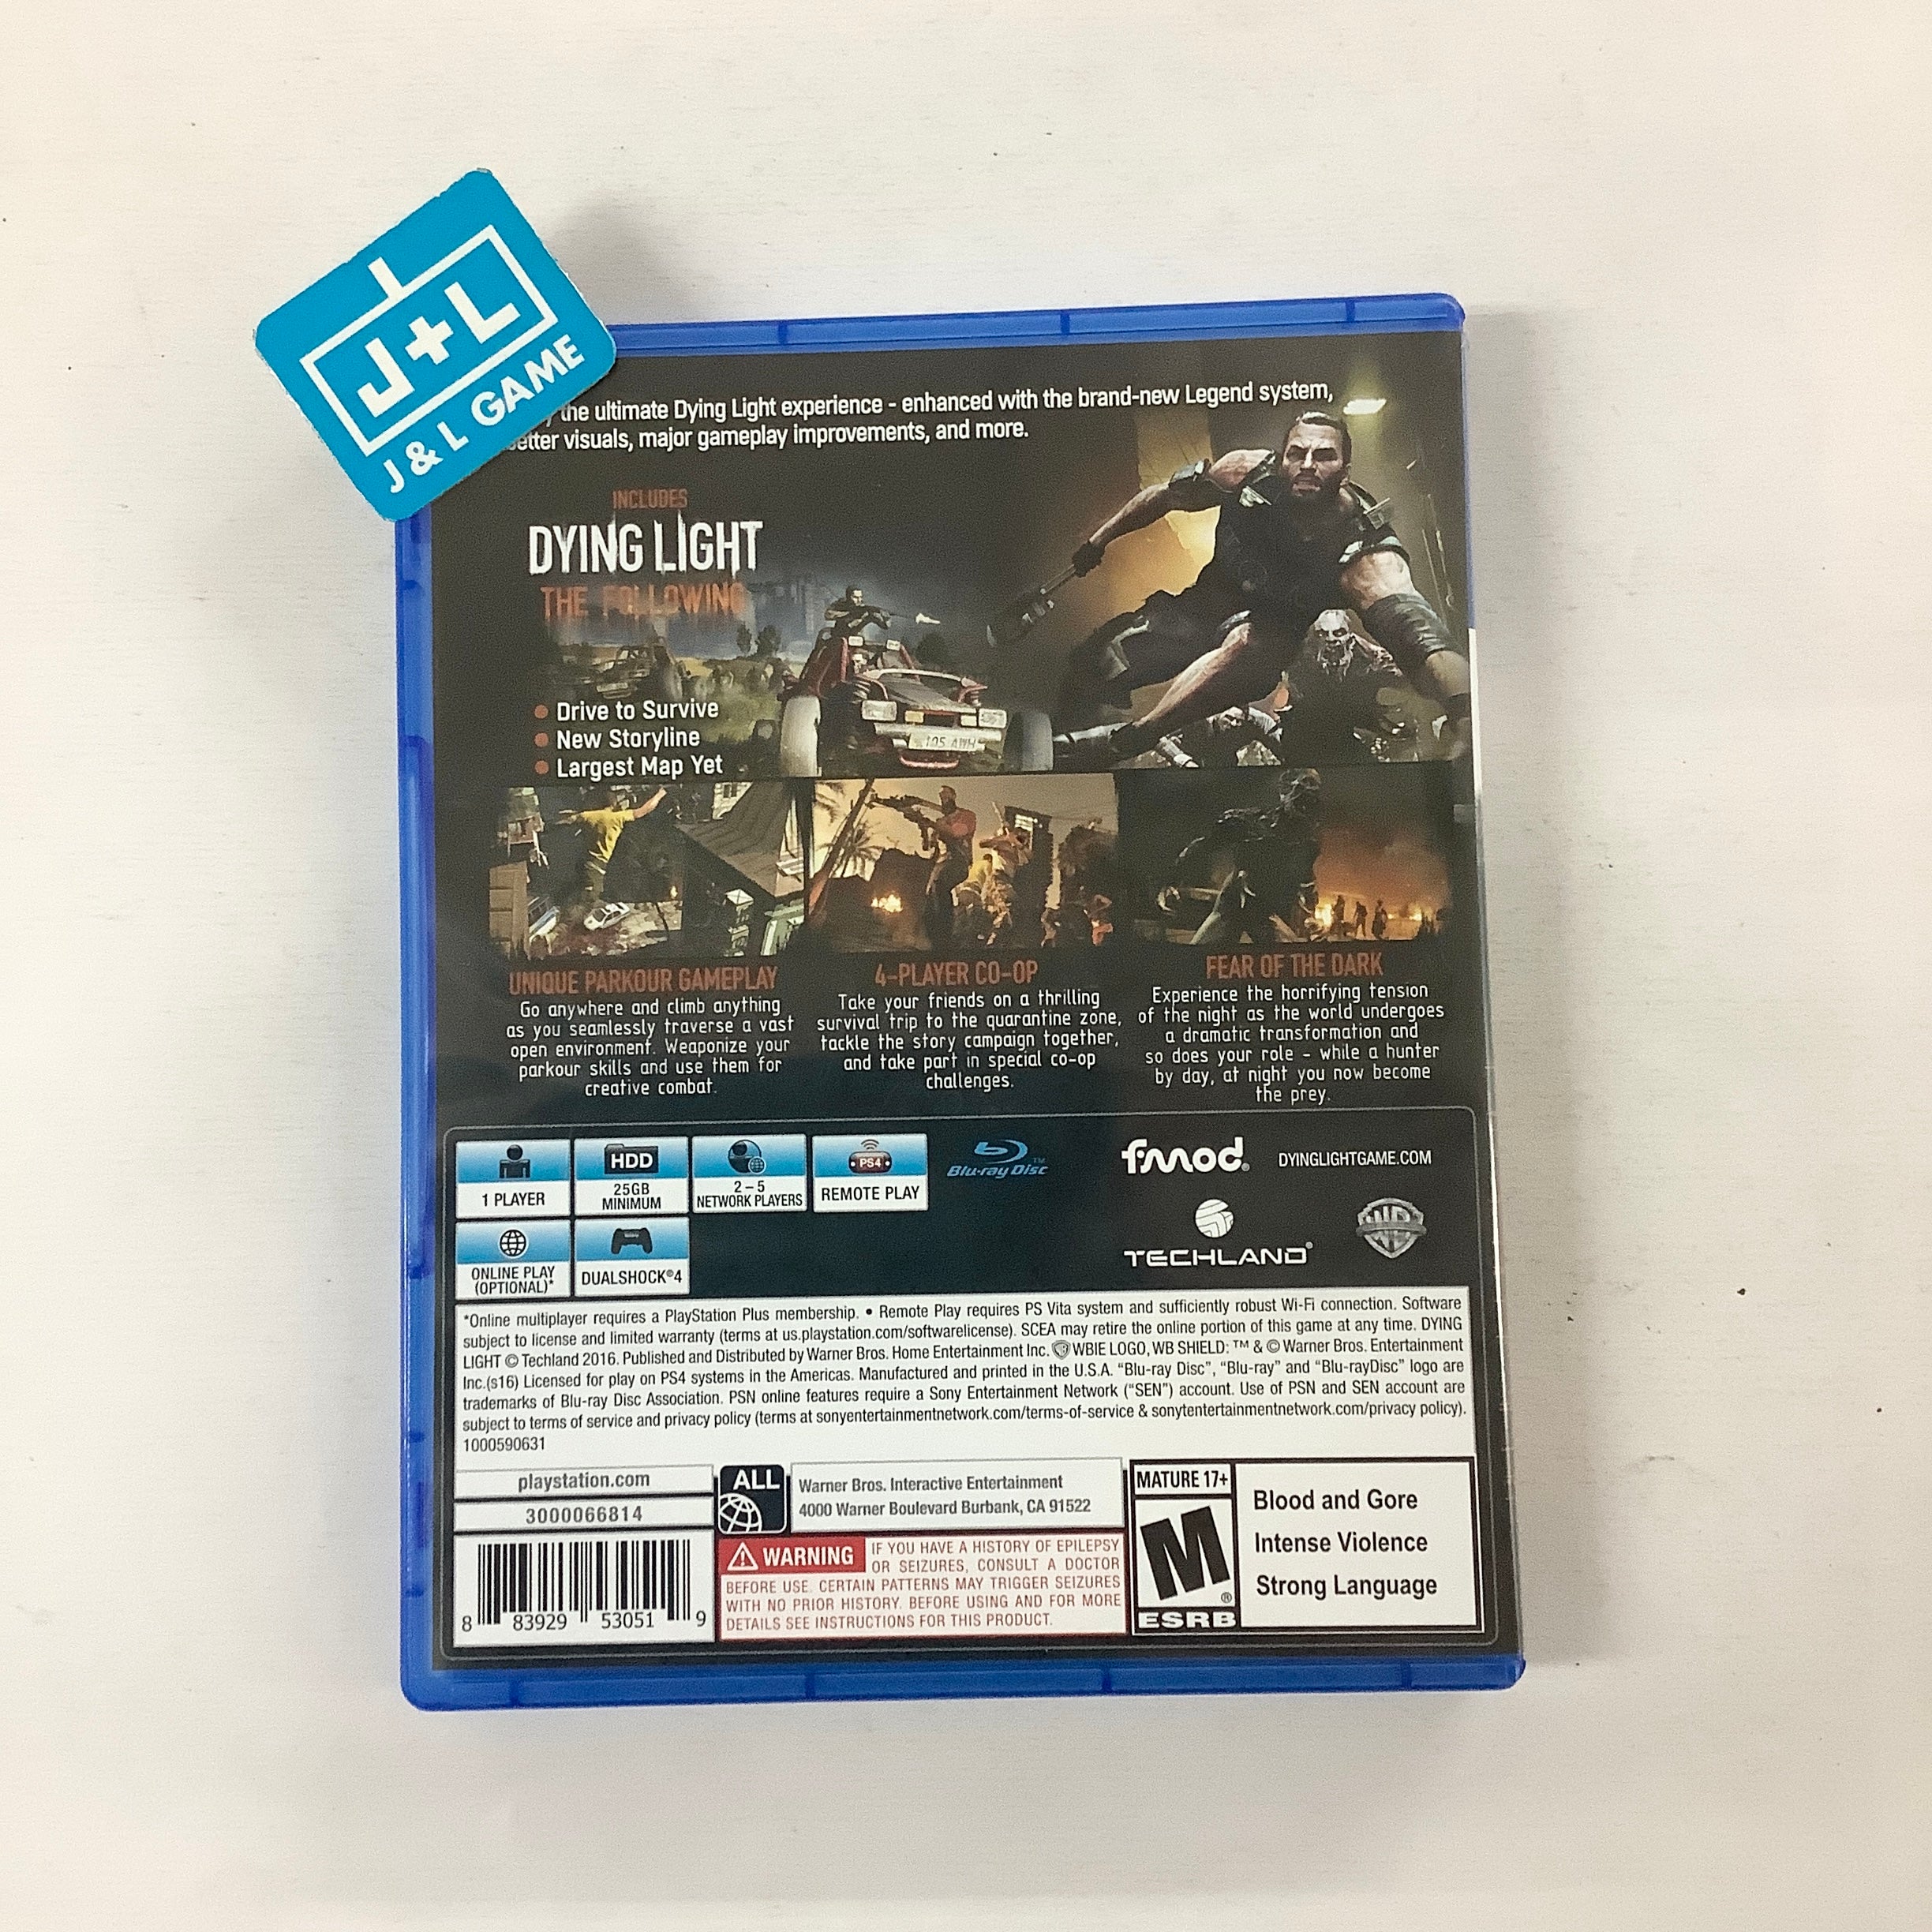 J+L
J & L GAME
the ultimate Dying Light experience - enhanced with the brand-new Legend system,
better visuals, major gameplay improvements, and more.
INCLUDES
DYING LIGHT
THE FOLLOWING
• Drive to Survive
• New Storyline
• Largest Map Yet
UNIQUE PARKOUR GAMEPLAY
Go anywhere and climb anything
as you seamlessly traverse a vast
open environment. Weaponize your
parkour skills and use them for
creative combat.
4-PLAYER CO-OP
Take your friends on a thrilling
survival trip to the quarantine zone,
tackle the story campaign together,
and take part in special co-op
challenges.
FEAR OF THE DARK
Experience the horrifying tension
of the night as the world undergoes
a dramatic transformation and
so does your role - while a hunter
by day, at night you now become
the prey.
1 PLAYER
HDD
25GB
MINIMUM
2 – 5
NETWORK PLAYERS
PS4
REMOTE PLAY
Blu-ray Disc™
fmod®
DYINGLIGHTGAME.COM
ONLINE PLAY
(OPTIONAL)*
DUALSHOCK®4
TECHLAND®
WB
*Online multiplayer requires a PlayStation Plus membership. • Remote Play requires PS Vita system and sufficiently robust Wi-Fi connection. Software
subject to license and limited warranty (terms at us.playstation.com/softwarelicense). SCEA may retire the online portion of this game at any time. DYING
LIGHT © Techland 2016. Published and Distributed by Warner Bros. Home Entertainment Inc. WBIE LOGO, WB SHIELD: ™ & © Warner Bros. Entertainment
Inc.(s16) Licensed for play on PS4 systems in the Americas. Manufactured and printed in the U.S.A. “Blu-ray Disc”, “Blu-ray” and “Blu-rayDisc” logo are
trademarks of Blu-ray Disc Association. PSN online features require a Sony Entertainment Network (“SEN”) account. Use of PSN and SEN account are
subject to terms of service and privacy policy (terms at sonyentertainmentnetwork.com/terms-of-service & sonytentertainmentnetwork.com/privacy policy).
1000590631
playstation.com
3000066814
8 83929 53051 9
ALL
Warner Bros. Interactive Entertainment
4000 Warner Boulevard Burbank, CA 91522
WARNING IF YOU HAVE A HISTORY OF EPILEPSY
OR SEIZURES, CONSULT A DOCTOR
BEFORE USE. CERTAIN PATTERNS MAY TRIGGER SEIZURES
WITH NO PRIOR HISTORY. BEFORE USING AND FOR MORE
DETAILS SEE INSTRUCTIONS FOR THIS PRODUCT.
MATURE 17+
M®
ESRB
Blood and Gore
Intense Violence
Strong Language